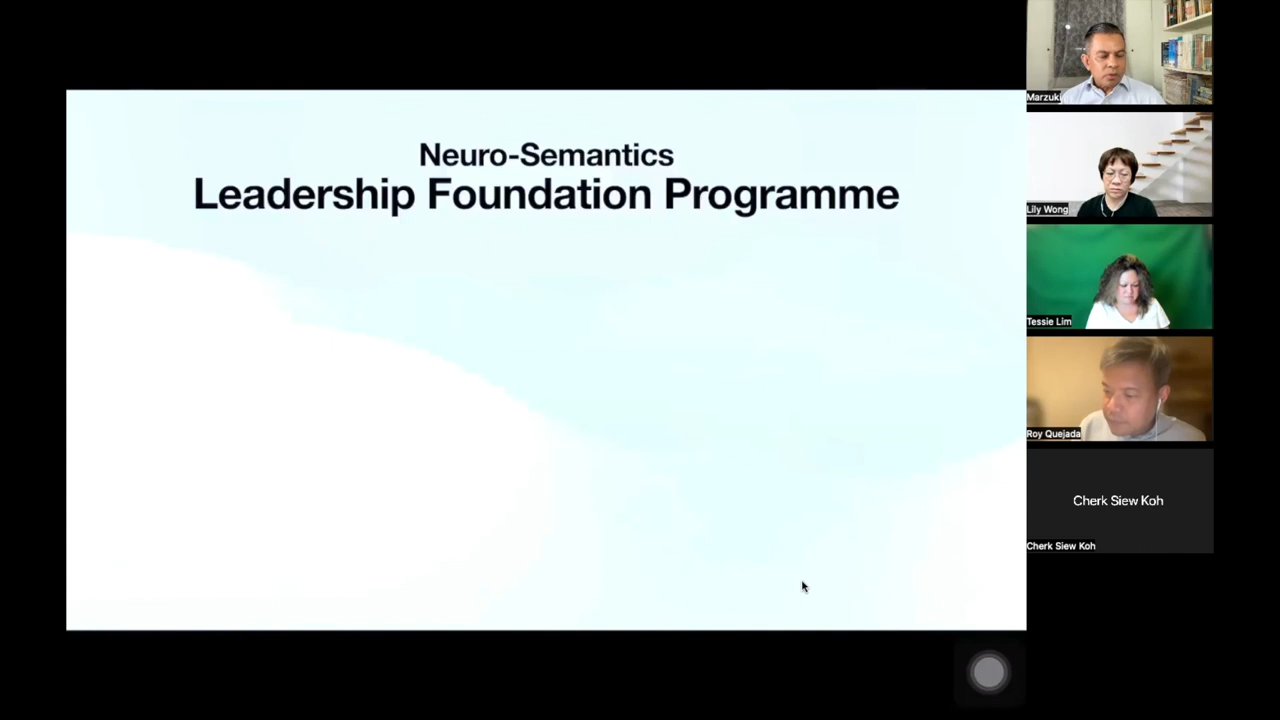 Neuro-Semantics
Leadership Foundation Programme
Marzuki
Lily Wong
Tessie Lim
Roy Quejada
Cherk Siew Koh
Cherk Siew Koh